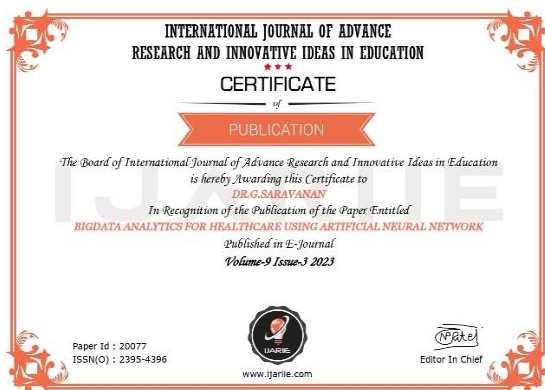 INTERNATIONAL JOURNAL OF ADVANCE
RESEARCH AND INNOVATIVE IDEAS IN EDUCATION
CERTIFICATE
of
PUBLICATION
The Board of International Journal of Advance Research and Innovative Ideas in Education
is hereby Awarding this Certificate to
DR.G.SARAVANAN
In Recognition of the Publication of the Paper Entitled
BIGDATA ANALYTICS FOR HEALTHCARE USING ARTIFICIAL NEURAL NETWORK
Published in E-Journal
Volume-9 Issue-3 2023
IJARIIE
Paper Id : 20077
ISSN(O) : 2395-4396
IJARIIE
www.ijariie.com
Editor In Chief